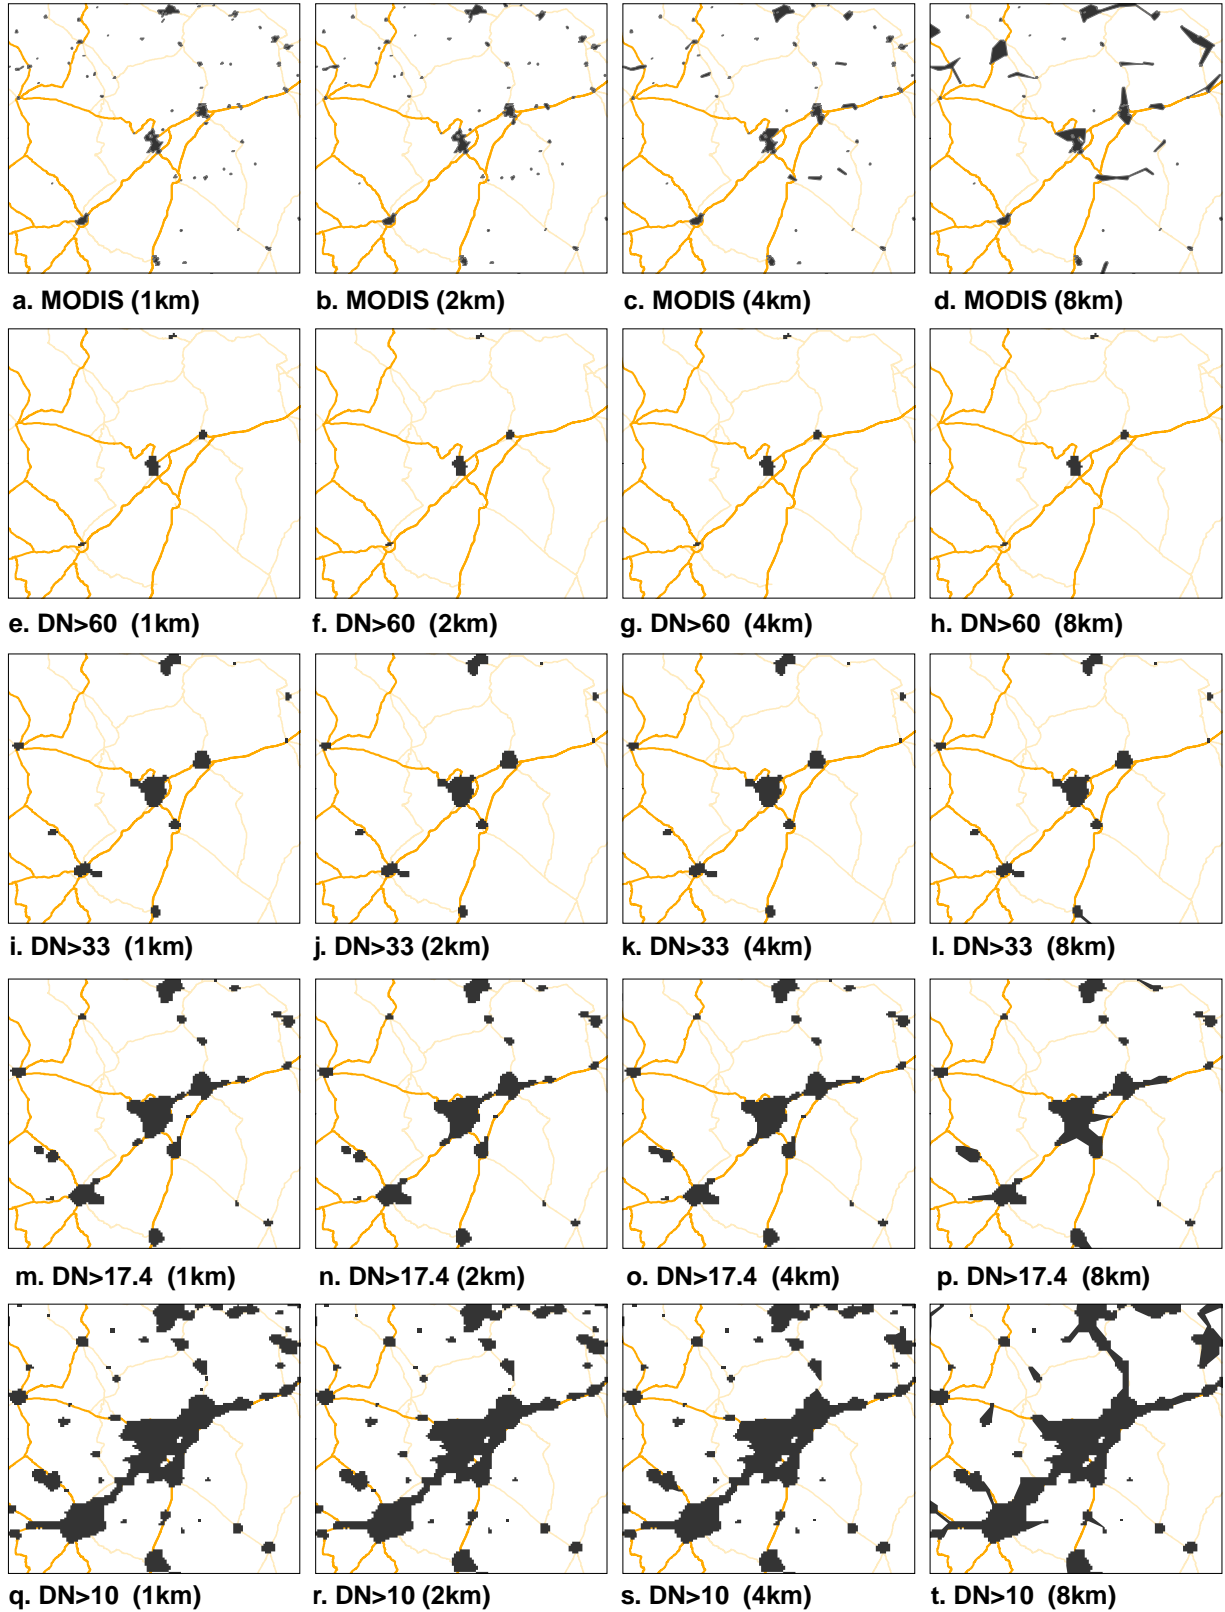 a. MODIS (1km) b. MODIS (2km) c. MODIS (4km) d. MODIS (8km)
e. DN>60 (1km) f. DN>60 (2km) g. DN>60 (4km) h. DN>60 (8km)
i. DN>33 (1km) j. DN>33 (2km) k. DN>33 (4km) l. DN>33 (8km)
m. DN>17.4 (1km) n. DN>17.4 (2km) o. DN>17.4 (4km) p. DN>17.4 (8km)
q. DN>10 (1km) r. DN>10 (2km) s. DN>10 (4km) t. DN>10 (8km)